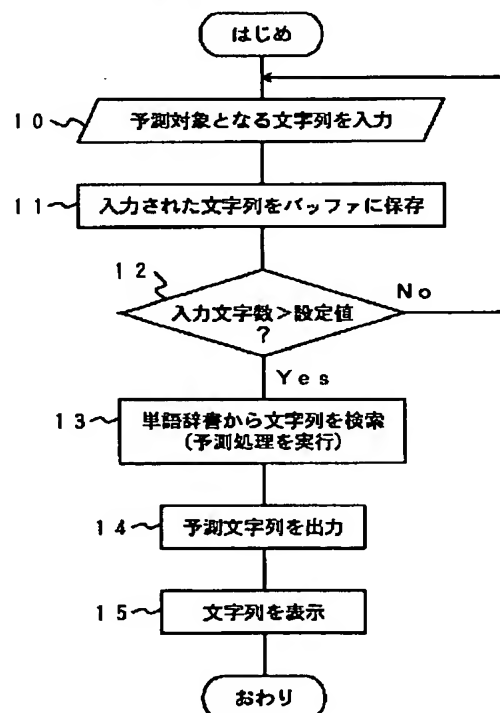 はじめ
10
予測対象となる文字列を入力
11
入力された文字列をバッファに保存
12
入力文字数>設定値
?
No
Yes
13
単語辞書から文字列を検索
(予測処理を実行)
14
予測文字列を出力
15
文字列を表示
おわり